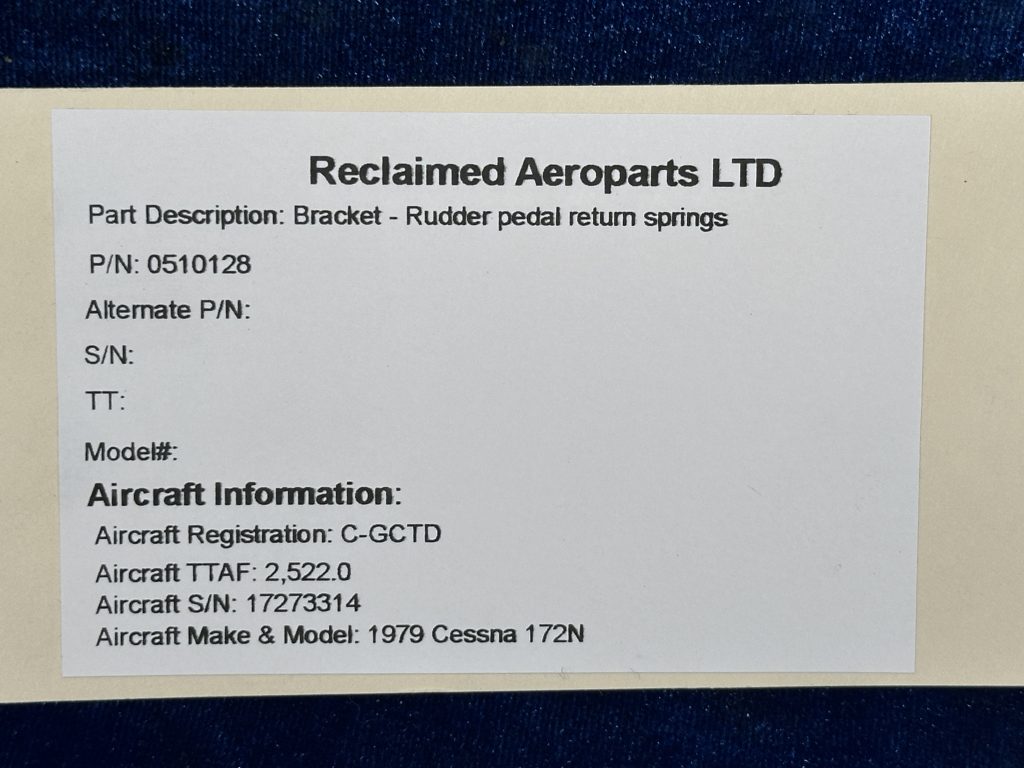 Reclaimed Aeroparts LTD
Part Description: Bracket - Rudder pedal return springs
P/N: 0510128
Alternate P/N:
S/N:
TT:
Model#:
Aircraft Information:
Aircraft Registration: C-GCTD
Aircraft TTAF: 2,522.0
Aircraft S/N: 17273314
Aircraft Make & Model: 1979 Cessna 172N